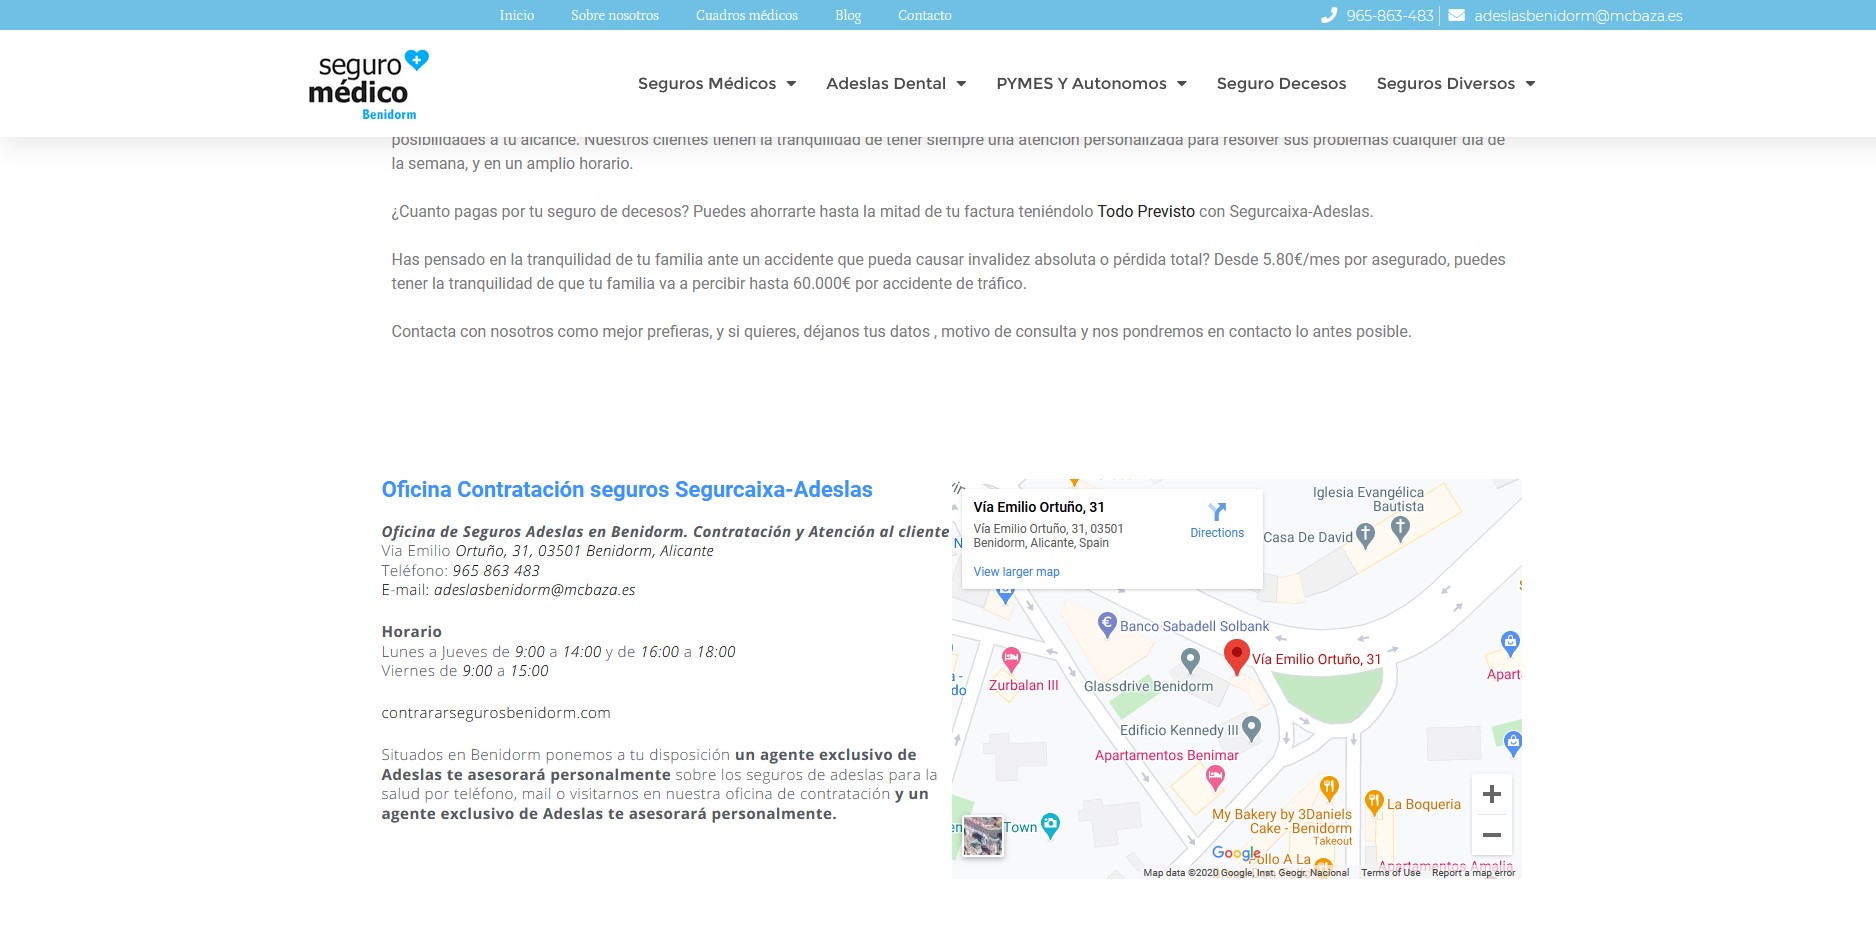 Inicio Sobre nosotros Cuadros médicos Blog Contacto 965-863-483 adeslasbenidorm@mcbaza.es
seguro
médico
Benidorm
Seguros Médicos Adeslas Dental PYMES Y Autonomos Seguro Decesos Seguros Diversos
posibilidades a tu alcance. Nuestros clientes tienen la tranquilidad de tener siempre una atención personalizada para resolver sus problemas cualquier día de
la semana, y en un amplio horario.
¿Cuanto pagas por tu seguro de decesos? Puedes ahorrarte hasta la mitad de tu factura teniéndolo Todo Previsto con Segurcaixa-Adeslas.
Has pensado en la tranquilidad de tu familia ante un accidente que pueda causar invalidez absoluta o pérdida total? Desde 5.80€/mes por asegurado, puedes
tener la tranquilidad de que tu familia va a percibir hasta 60.000€ por accidente de tráfico.
Contacta con nosotros como mejor prefieras, y si quieres, déjanos tus datos , motivo de consulta y nos pondremos en contacto lo antes posible.
Oficina Contratación seguros Segurcaixa-Adeslas
Oficina de Seguros Adeslas en Benidorm. Contratación y Atención al cliente
Via Emilio Ortuño, 31, 03501 Benidorm, Alicante
Teléfono: 965 863 483
E-mail: adeslasbenidorm@mcbaza.es
Horario
Lunes a Jueves de 9:00 a 14:00 y de 16:00 a 18:00
Viernes de 9:00 a 15:00
contrararsegurosbenidorm.com
Situados en Benidorm ponemos a tu disposición un agente exclusivo de
Adeslas te asesorará personalmente sobre los seguros de adeslas para la
salud por teléfono, mail o visitarnos en nuestra oficina de contratación y un
agente exclusivo de Adeslas te asesorará personalmente.
Vía Emilio Ortuño, 31
Vía Emilio Ortuño, 31, 03501
Benidorm, Alicante, Spain
Directions
View larger map
Iglesia Evangélica
Bautista
Casa De David
Banco Sabadell Solbank
Vía Emilio Ortuño, 31
Zurbalan III
Glassdrive Benidorm
Apart
Edificio Kennedy III
Apartamentos Benimar
La Boqueria
My Bakery by 3Daniels
Cake - Benidorm
Takeout
Town
Google
Pollo A La
Apartamentos Amalia
Map data ©2020 Google, Inst. Geogr. Nacional Terms of Use Report a map error